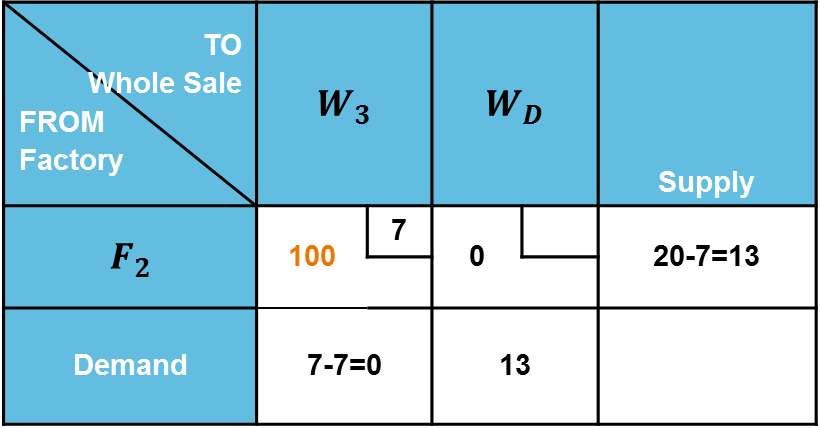 TO
Whole Sale
FROM
Factory
W3
WD
Supply
F2
100
7
0
20-7=13
Demand
7-7=0
13